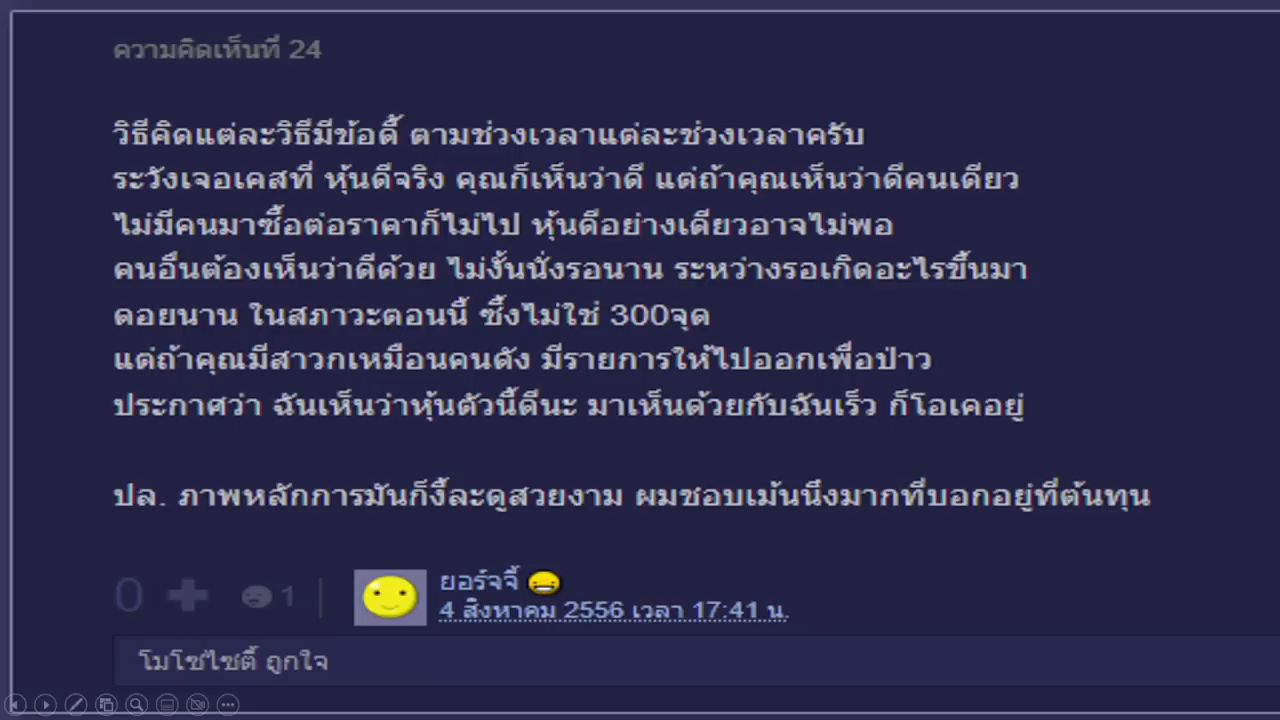 ความคิดเห็นที่ 24
วิธีคิดแต่ละวิธีมีข้อดี ตามช่วงเวลาแต่ละช่วงเวลาครับ
ระวังเจอเคสที่ หุ้นดีจริง คุณก็เห็นว่าดี แต่ถ้าคุณเห็นว่าดีคนเดียว
ไม่มีคนมาซื้อต่อราคาก็ไม่ไป หุ้นดีอย่างเดียวอาจไม่พอ
คนอื่นต้องเห็นว่าดีด้วย ไม่งั้นนั่งรอนาน ระหว่างรอเกิดอะไรขึ้นมา
ดอยนาน ในสภาวะตอนนี้ ซึ้งไม่ใช่ 300จุด
แต่ถ้าคุณมีสาวกเหมือนคนดัง มีรายการให้ไปออกเพื่อป่าว
ประกาศว่า ฉันเห็นว่าหุ้นตัวนี้ดีนะ มาเห็นด้วยกับฉันเร็ว ก็โอเคอยู่
ปล. ภาพหลักการมันก็งี้ละดูสวยงาม ผมชอบเม้นนึงมากที่บอกอยู่ที่ต้นทุน
0 1
ยอร์จจี้
4 สิงหาคม 2556 เวลา 17:41 น.
โมโซ่ไซตี้ ถูกใจ